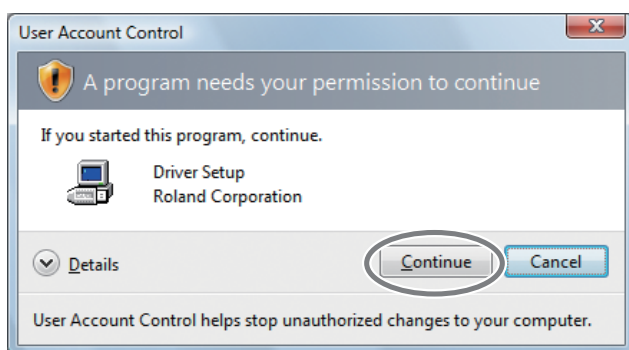 User Account Control
A program needs your permission to continue
If you started this program, continue.
Driver Setup
Roland Corporation
Details
Continue
Cancel
User Account Control helps stop unauthorized changes to your computer.